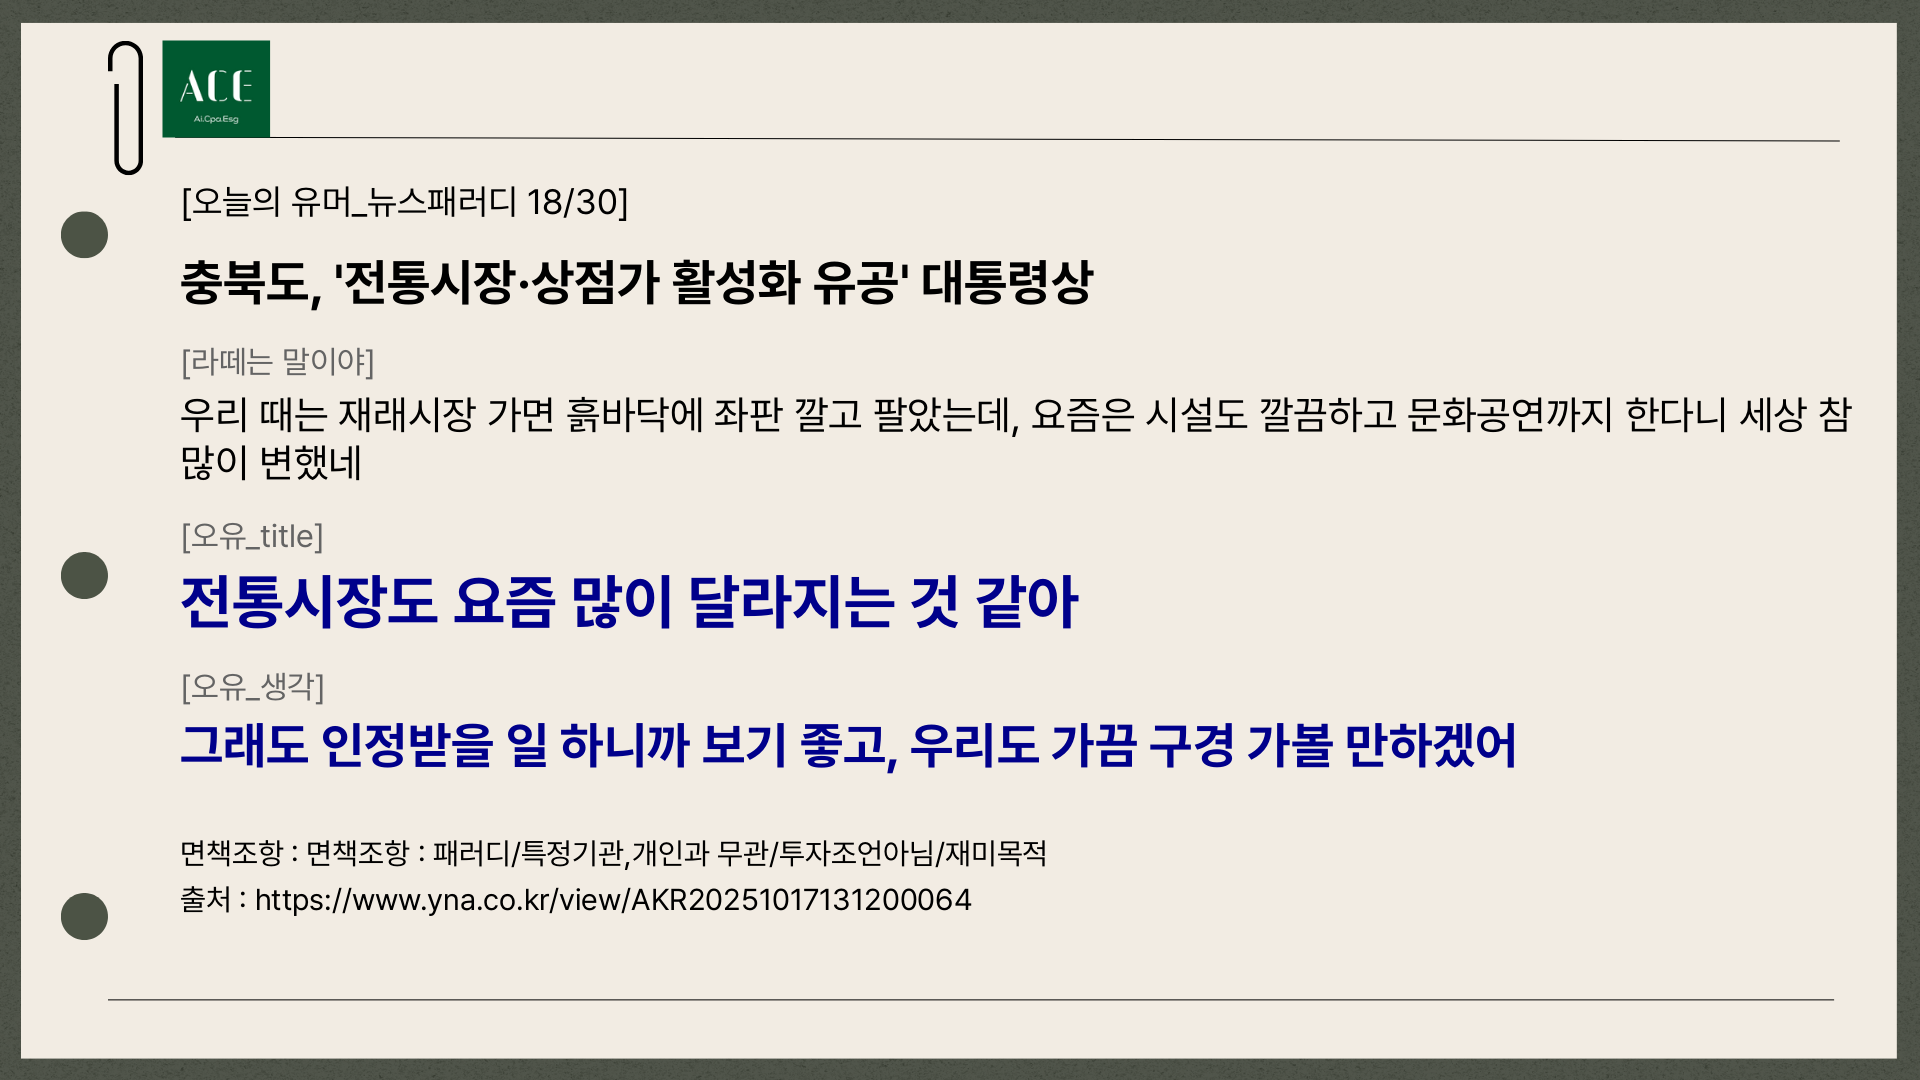 ACE
Ai.Cpa.Esg
[오늘의 유머_뉴스패러디 18/30]
충북도, '전통시장·상점가 활성화 유공' 대통령상
[라떼는 말이야]
우리 때는 재래시장 가면 흙바닥에 좌판 깔고 팔았는데, 요즘은 시설도 깔끔하고 문화공연까지 한다니 세상 참
많이 변했네
[오유_title]
전통시장도 요즘 많이 달라지는 것 같아
[오유_생각]
그래도 인정받을 일 하니까 보기 좋고, 우리도 가끔 구경 가볼 만하겠어
면책조항 : 면책조항 : 패러디/특정기관,개인과 무관/투자조언아님/재미목적
출처 : https://www.yna.co.kr/view/AKR20251017131200064